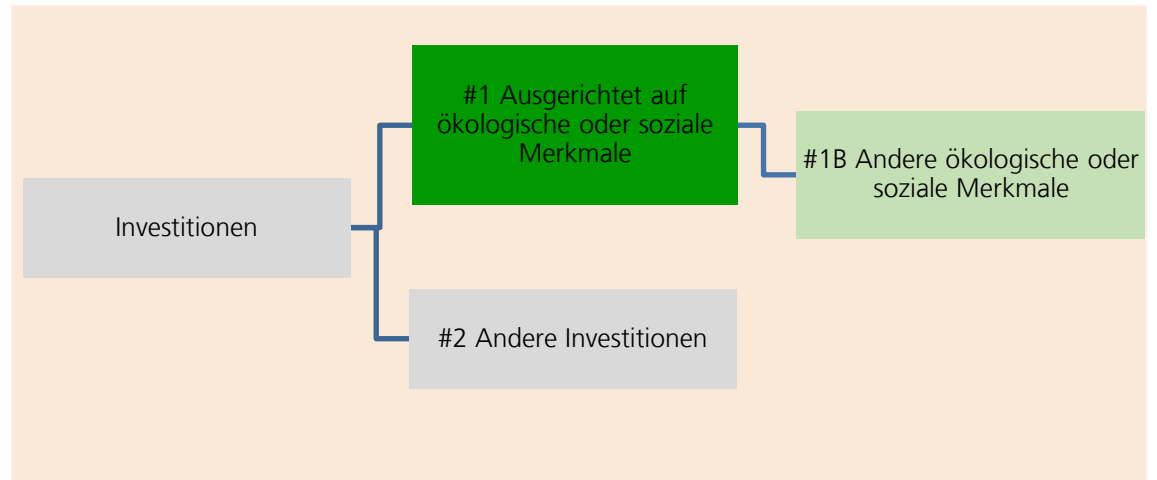 #1 Ausgerichtet auf
ökologische oder soziale
Merkmale
#1B Andere ökologische oder
soziale Merkmale
Investitionen
#2 Andere Investitionen